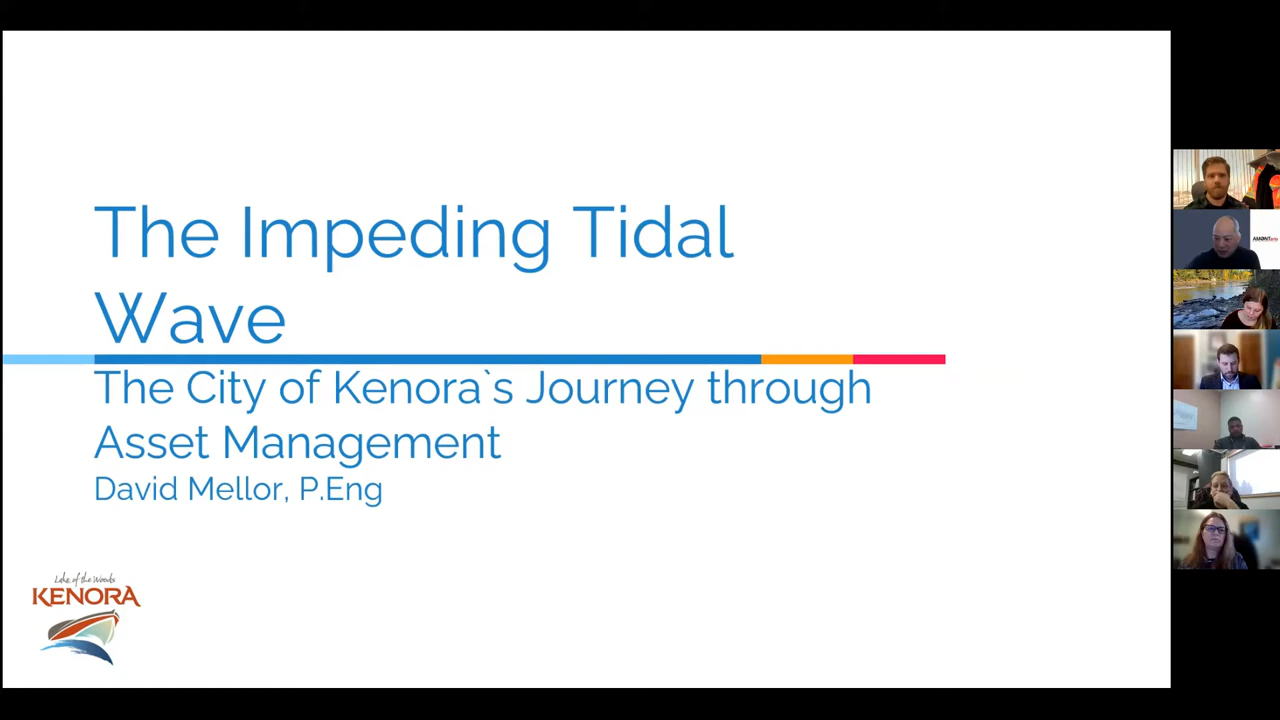 The Impeding Tidal
Wave
The City of Kenora`s Journey through
Asset Management
David Mellor, P.Eng
Lake of the Woods
KENORA